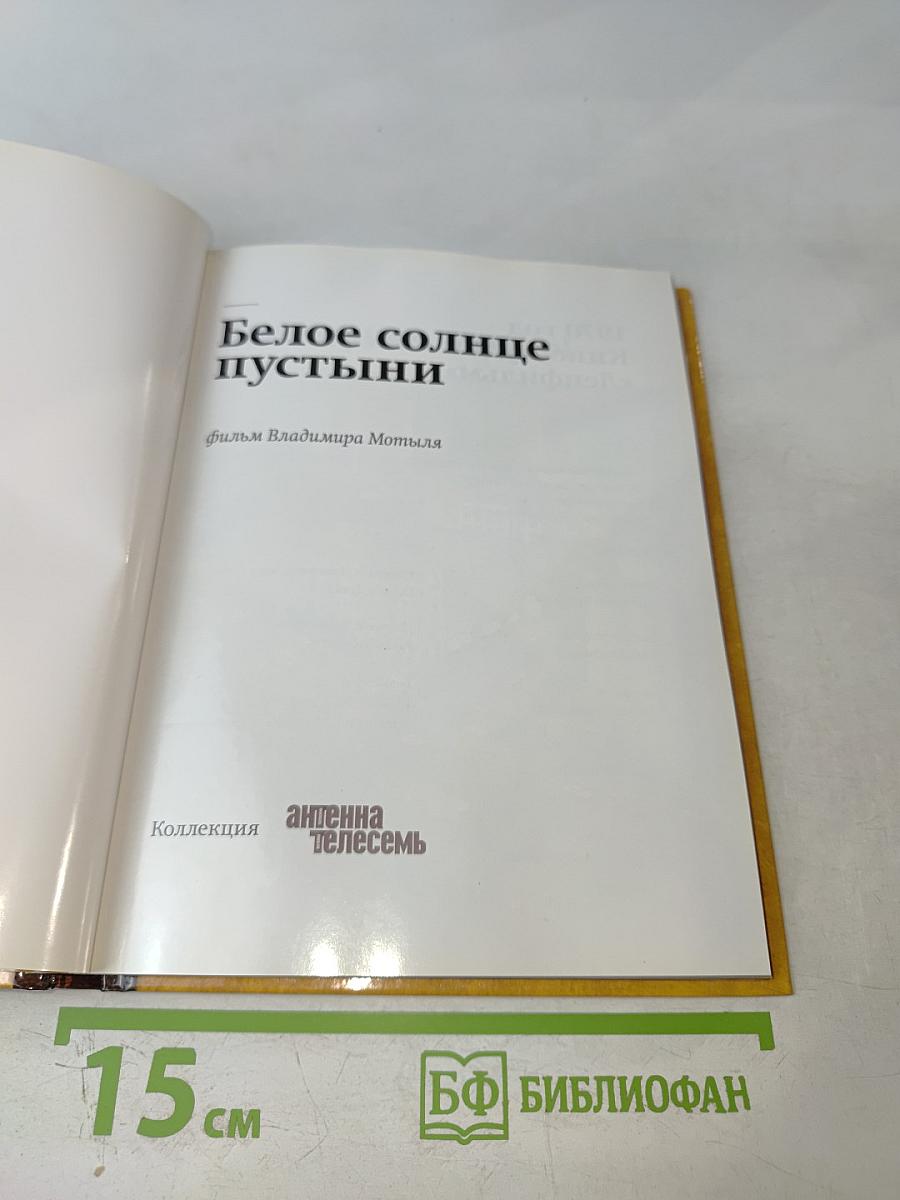 Белое солнце
пустыни
фильм Владимира Мотыля
Коллекция
антенна
телесемь
15 см
БФ БИБЛИОФАН